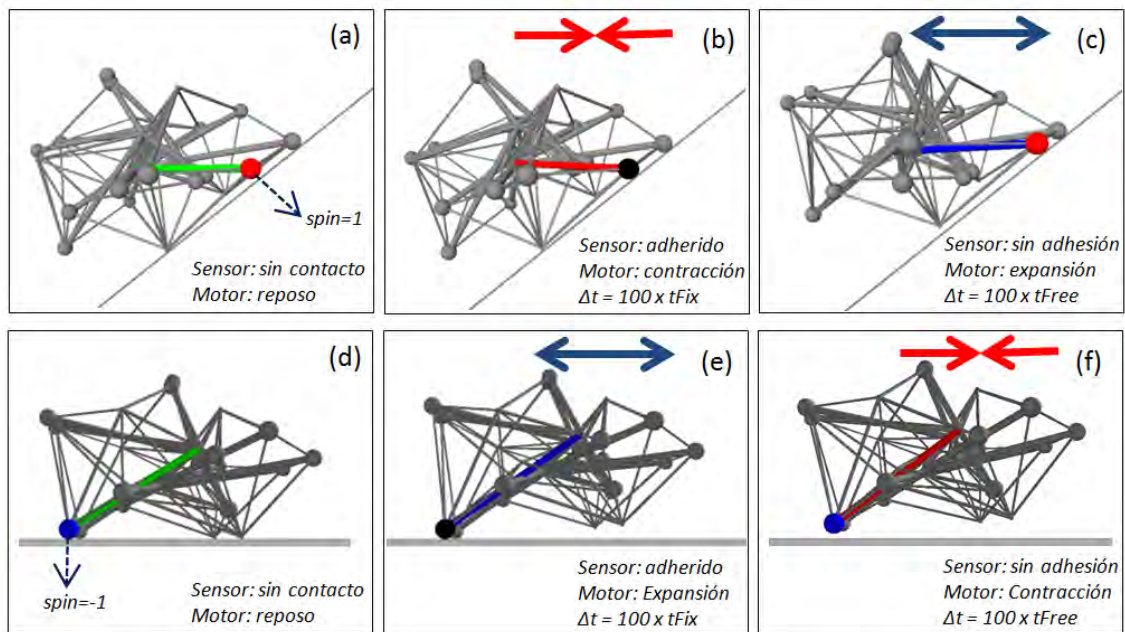 (a)
spin=1
Sensor: sin contacto
Motor: reposo
(b)
Sensor: adherido
Motor: contracción
Δt = 100 x tFix
(c)
Sensor: sin adhesión
Motor: expansión
Δt = 100 x tFree
(d)
spin=-1
Sensor: sin contacto
Motor: reposo
(e)
Sensor: adherido
Motor: Expansión
Δt = 100 x tFix
(f)
Sensor: sin adhesión
Motor: Contracción
Δt = 100 x tFree